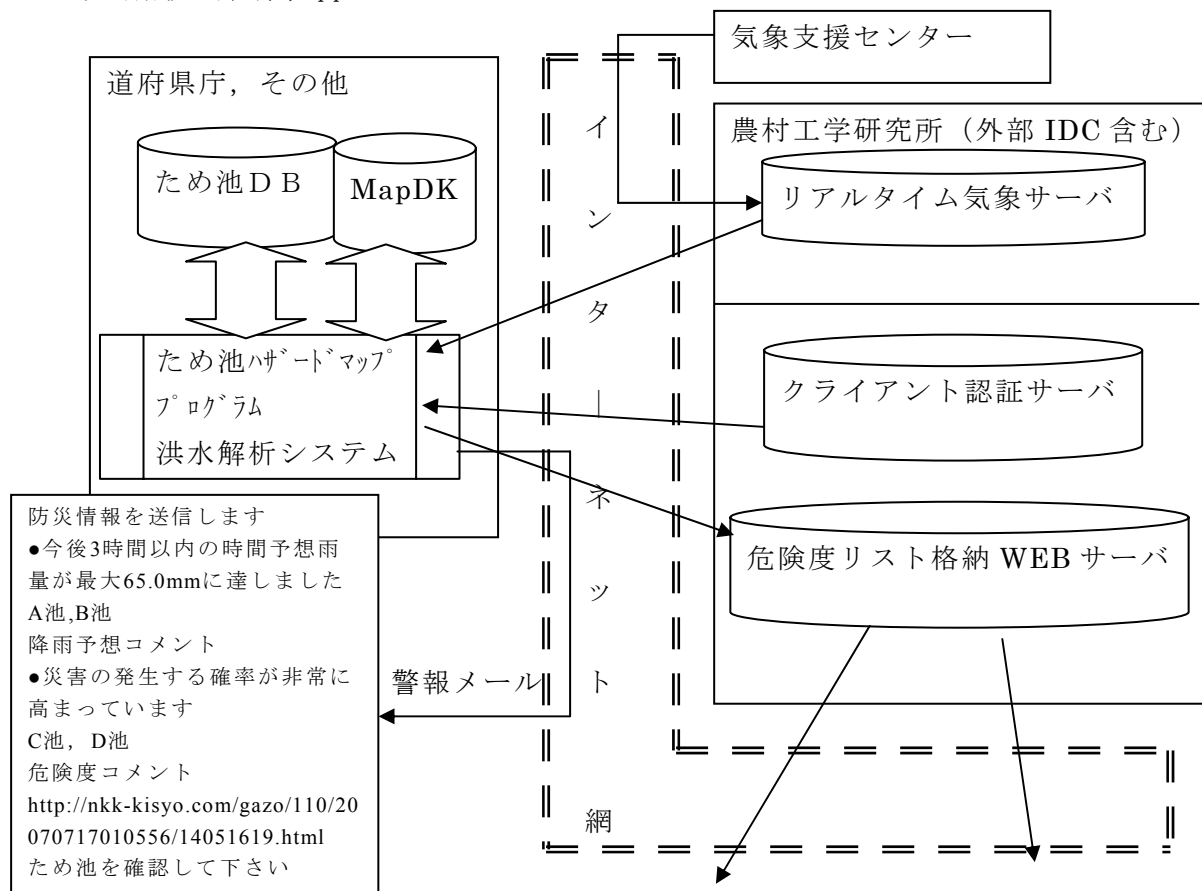 気象支援センター
道府県庁，その他
ため池ＤＢ
MapDK
ため池ﾊｻﾞｰﾄﾞマップ
ﾌﾟﾛｸﾞﾗﾑ
洪水解析システム
インターネット網
農村工学研究所（外部 IDC 含む）
リアルタイム気象サーバ
クライアント認証サーバ
危険度リスト格納 WEB サーバ
警報メール
防災情報を送信します
●今後3時間以内の時間予想雨
量が最大65.0mmに達しました
A池,B池
降雨予想コメント
●災害の発生する確率が非常に
高まっています
C池，D池
危険度コメント
http://nkk-kisyo.com/gazo/110/20
070717010556/14051619.html
ため池を確認して下さい